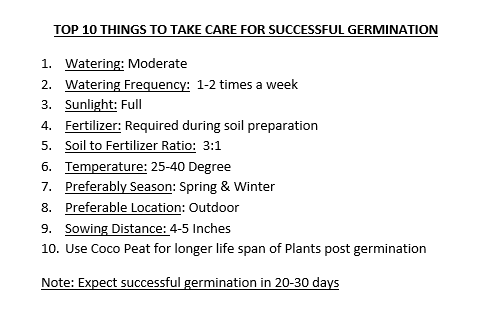 TOP 10 THINGS TO TAKE CARE FOR SUCCESSFUL GERMINATION
1. Watering: Moderate
2. Watering Frequency: 1-2 times a week
3. Sunlight: Full
4. Fertilizer: Required during soil preparation
5. Soil to Fertilizer Ratio: 3:1
6. Temperature: 25-40 Degree
7. Preferably Season: Spring & Winter
8. Preferable Location: Outdoor
9. Sowing Distance: 4-5 Inches
10. Use Coco Peat for longer life span of Plants post germination
Note: Expect successful germination in 20-30 days